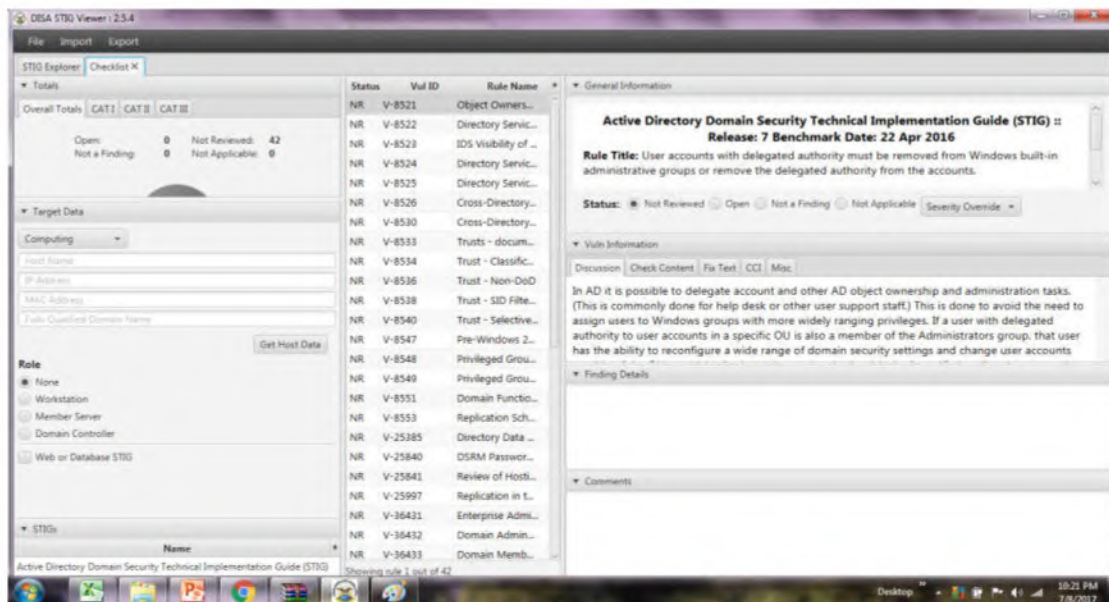 DISA STIG Viewer : 2.5.4
File Import Export
STIG Explorer Checklist X
Totals
Overall Totals CAT I CAT II CAT III
Open: 0 Not Reviewed: 42
Not a Finding: 0 Not Applicable: 0
Target Data
Computing
Host Name
IP Address
MAC Address
Fully Qualified Domain Name
Get Host Data
Role
None
Workstation
Member Server
Domain Controller
Web or Database STIG
STIGs
Name
Active Directory Domain Security Technical Implementation Guide (STIG)
Status Vul ID Rule Name
NR V-8521 Object Owners...
NR V-8522 Directory Servic...
NR V-8523 IDS Visibility of ...
NR V-8524 Directory Servic...
NR V-8525 Directory Servic...
NR V-8526 Cross-Directory...
NR V-8530 Cross-Directory...
NR V-8533 Trusts - docum...
NR V-8534 Trust - Classific...
NR V-8536 Trust - Non-DoD
NR V-8538 Trust - SID Filte...
NR V-8540 Trust - Selective...
NR V-8547 Pre-Windows 2...
NR V-8548 Privileged Grou...
NR V-8549 Privileged Grou...
NR V-8551 Domain Functio...
NR V-8553 Replication Sch...
NR V-25385 Directory Data ...
NR V-25840 DSRM Passwor...
NR V-25841 Review of Hosti...
NR V-25997 Replication in t...
NR V-36431 Enterprise Admi...
NR V-36432 Domain Admin...
NR V-36433 Domain Memb...
Showing rule 1 out of 42
General Information
Active Directory Domain Security Technical Implementation Guide (STIG) ::
Release: 7 Benchmark Date: 22 Apr 2016
Rule Title: User accounts with delegated authority must be removed from Windows built-in
administrative groups or remove the delegated authority from the accounts.
Status: Not Reviewed Open Not a Finding Not Applicable Severity Override
Vuln Information
Discussion Check Content Fix Text CCI Misc
In AD it is possible to delegate account and other AD object ownership and administration tasks.
(This is commonly done for help desk or other user support staff.) This is done to avoid the need to
assign users to Windows groups with more widely ranging privileges. If a user with delegated
authority to user accounts in a specific OU is also a member of the Administrators group, that user
has the ability to reconfigure a wide range of domain security settings and change user accounts
Finding Details
Comments
Desktop
10:21 PM
7/8/2017